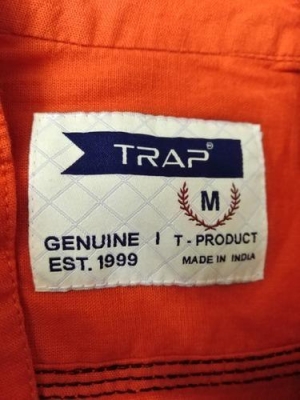 TRAP®
M
GENUINE | T - PRODUCT
EST. 1999 MADE IN INDIA